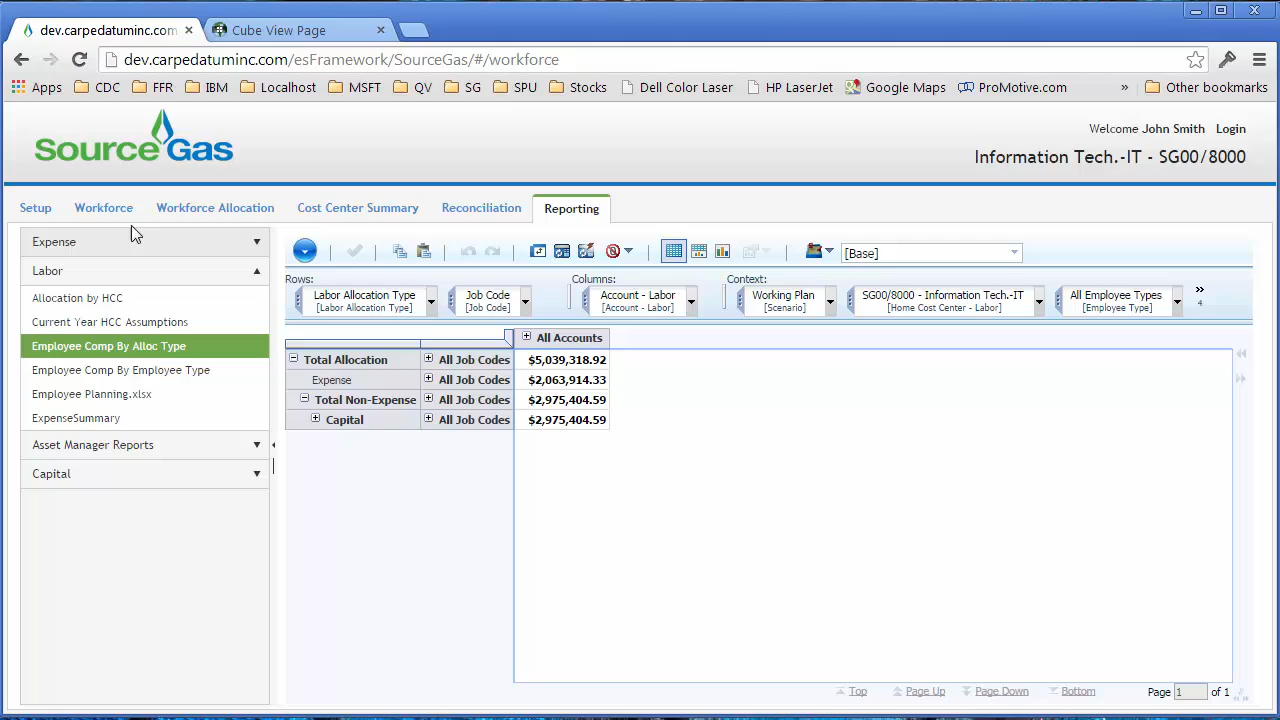 dev.carpedatuminc.com Cube View Page
dev.carpedatuminc.com/esFramework/SourceGas/#/workforce
Apps CDC FFR IBM Localhost MSFT QV SG SPU Stocks Dell Color Laser HP LaserJet Google Maps ProMotive.com » Other bookmarks
SourceGas
Welcome John Smith Login
Information Tech.-IT - SG00/8000
Setup Workforce Workforce Allocation Cost Center Summary Reconciliation Reporting
Expense
Labor
Allocation by HCC
Current Year HCC Assumptions
Employee Comp By Alloc Type
Employee Comp By Employee Type
Employee Planning.xlsx
ExpenseSummary
Asset Manager Reports
Capital
[Base]
Rows: Columns: Context:
Labor Allocation Type Job Code Account - Labor Working Plan SG00/8000 - Information Tech.-IT All Employee Types »
[Labor Allocation Type] [Job Code] [Account - Labor] [Scenario] [Home Cost Center - Labor] [Employee Type] 4
All Accounts
Total Allocation All Job Codes $5,039,318.92
Expense All Job Codes $2,063,914.33
Total Non-Expense All Job Codes $2,975,404.59
Capital All Job Codes $2,975,404.59
Top Page Up Page Down Bottom Page 1 of 1